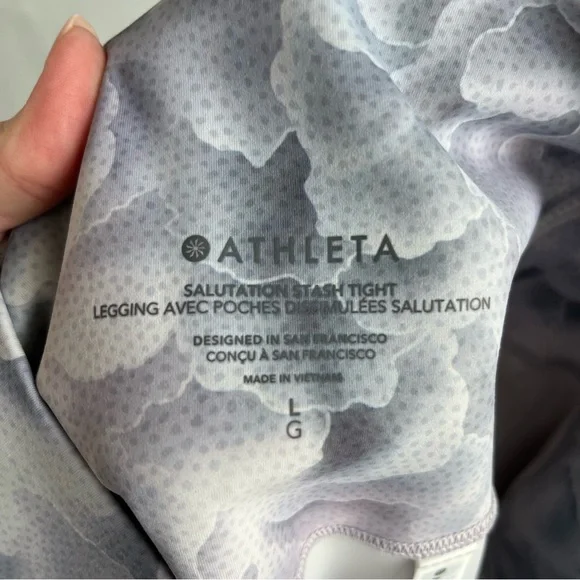 ATHLETA
SALUTATION STASH TIGHT
LEGGING AVEC POCHES DISSIMULÉES SALUTATION
DESIGNED IN SAN FRANCISCO
CONÇU À SAN FRANCISCO
MADE IN VIETNAM
L
G